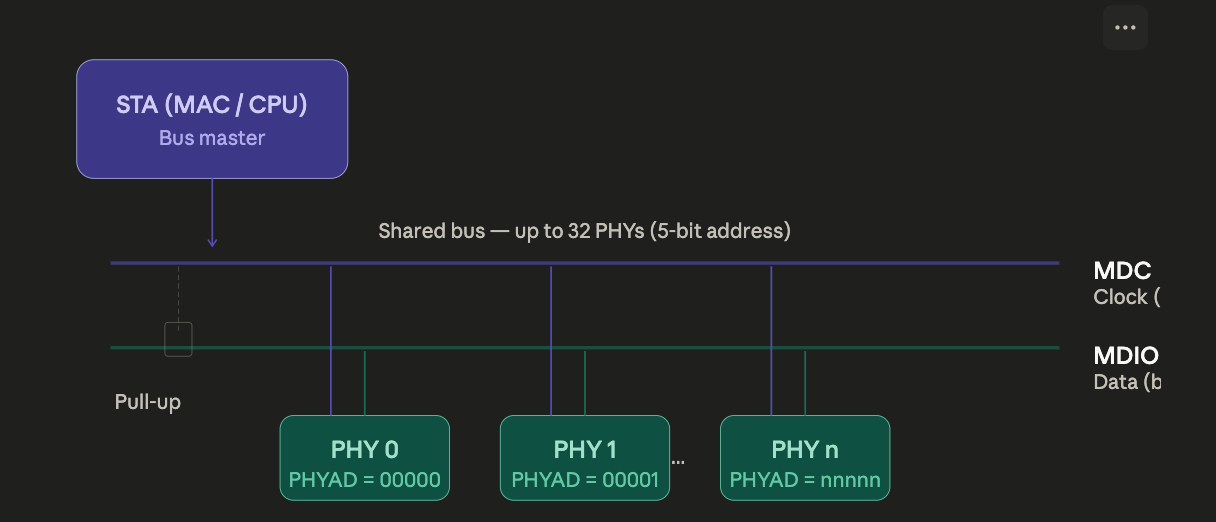 ...
STA (MAC / CPU)
Bus master
Shared bus — up to 32 PHYs (5-bit address)
MDC
Clock (
MDIO
Data (b
Pull-up
PHY 0
PHYAD = 00000
PHY 1
PHYAD = 00001
...
PHY n
PHYAD = nnnnn